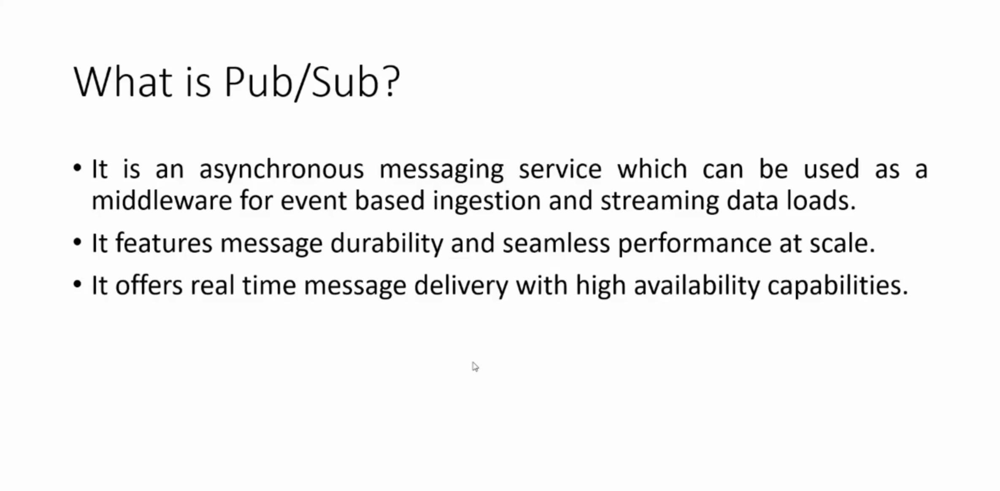 What is Pub/Sub?
• It is an asynchronous messaging service which can be used as a
middleware for event based ingestion and streaming data loads.
• It features message durability and seamless performance at scale.
• It offers real time message delivery with high availability capabilities.